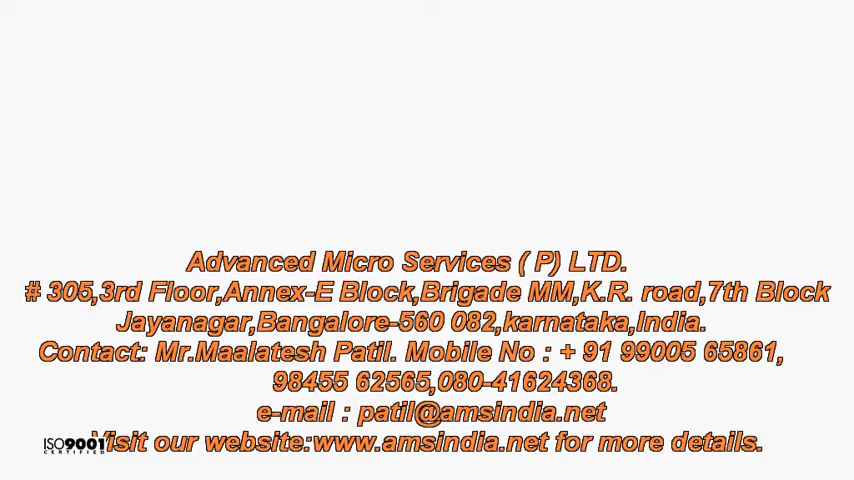 Advanced Micro Services ( P) LTD.
# 305,3rd Floor,Annex-E Block,Brigade MM,K.R. road,7th Block
Jayanagar,Bangalore-560 082,karnataka,India.
Contact: Mr.Maalatesh Patil. Mobile No : + 91 99005 65861,
98455 62565,080-41624368.
e-mail : patil@amsindia.net
Visit our website:www.amsindia.net for more details.
ISO9001
CERTIFIED